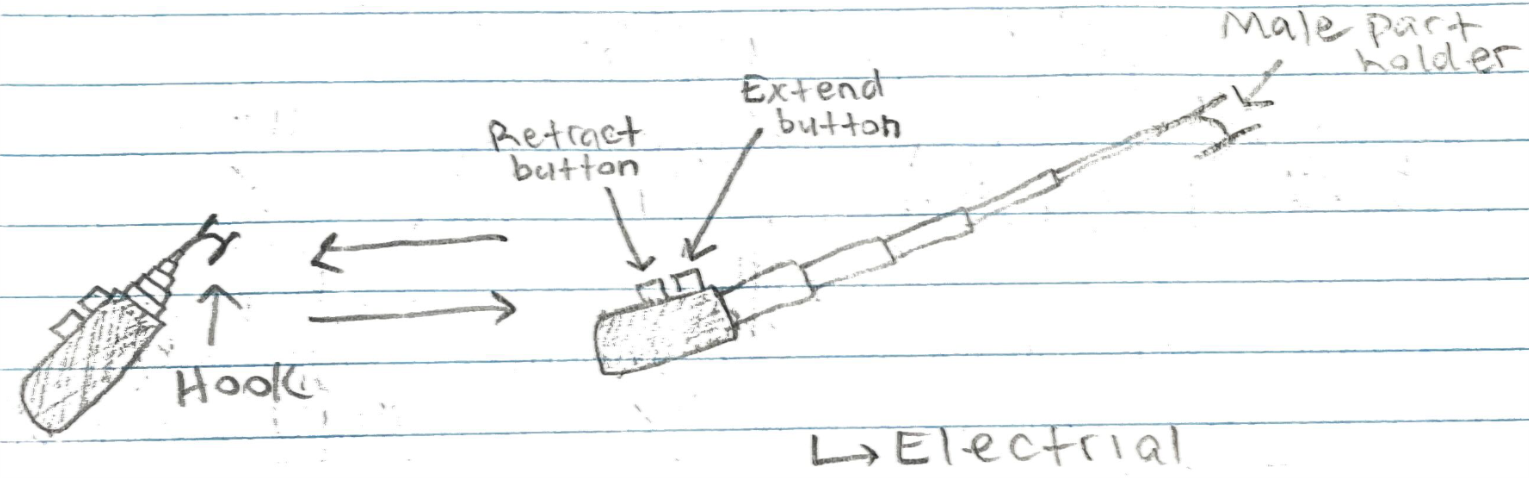 Male part
holder
Extend
button
Retract
button
Hook
↳ Electrial